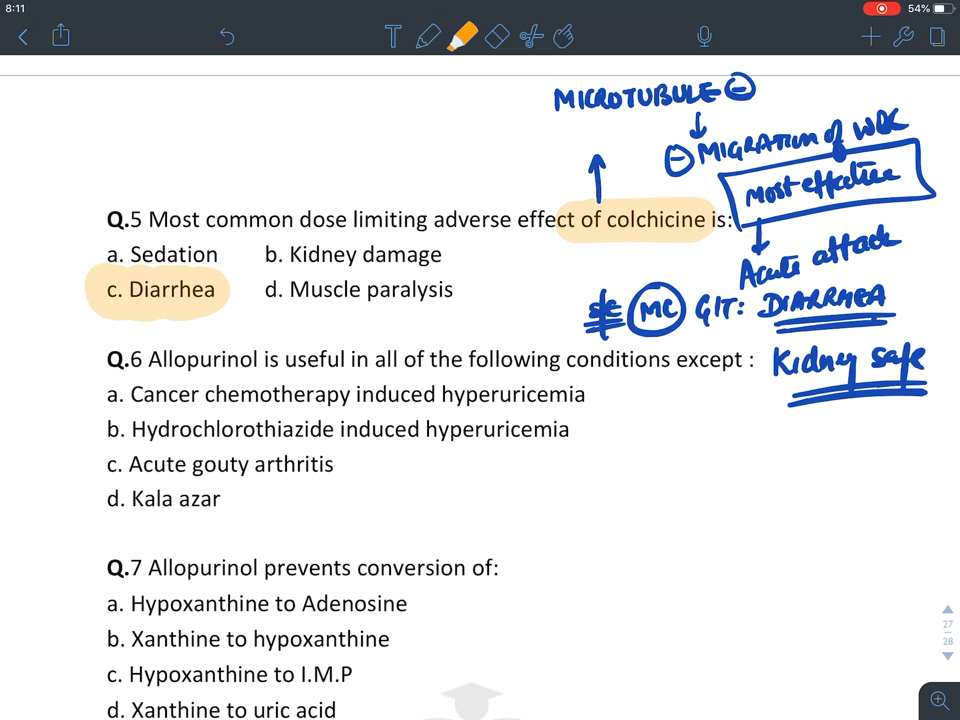 8:11
54%
T
MICROTUBULE ⊖
⊖ MIGRATION of WBC
most effective
Q.5 Most common dose limiting adverse effect of colchicine is:
a. Sedation b. Kidney damage
Acute attack
c. Diarrhea d. Muscle paralysis
S/E MC GIT: DIARRHEA
Q.6 Allopurinol is useful in all of the following conditions except :
Kidney safe
a. Cancer chemotherapy induced hyperuricemia
b. Hydrochlorothiazide induced hyperuricemia
c. Acute gouty arthritis
d. Kala azar
Q.7 Allopurinol prevents conversion of:
a. Hypoxanthine to Adenosine
b. Xanthine to hypoxanthine
27
28
c. Hypoxanthine to I.M.P
d. Xanthine to uric acid